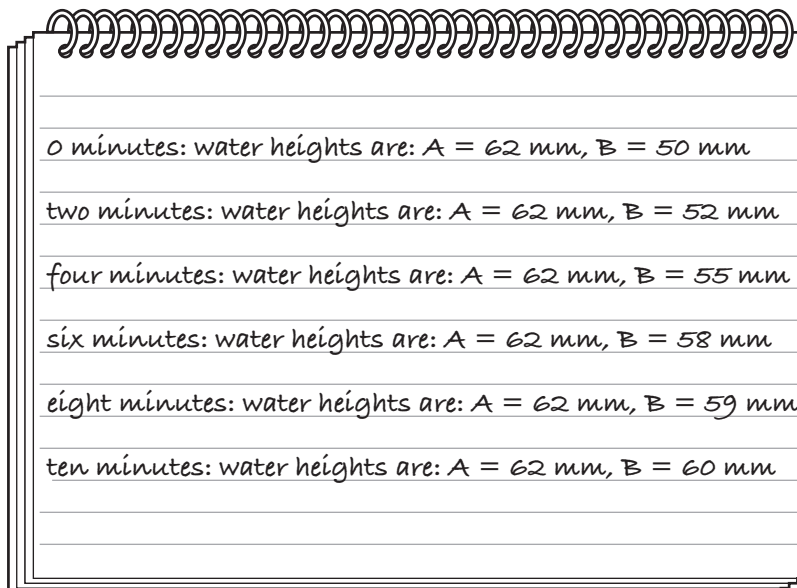 0 minutes: water heights are: A = 62 mm, B = 50 mm
two minutes: water heights are: A = 62 mm, B = 52 mm
four minutes: water heights are: A = 62 mm, B = 55 mm
six minutes: water heights are: A = 62 mm, B = 58 mm
eight minutes: water heights are: A = 62 mm, B = 59 mm
ten minutes: water heights are: A = 62 mm, B = 60 mm